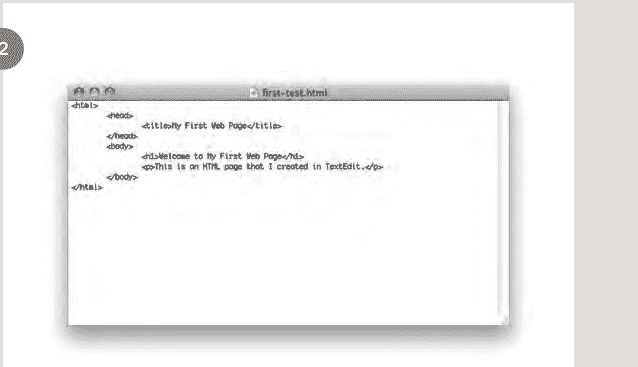 2
first-test.html
<html>
<head>
<title>My First Web Page</title>
</head>
<body>
<h1>Welcome to My First Web Page</h1>
<p>This is an HTML page that I created in TextEdit.</p>
</body>
</html>